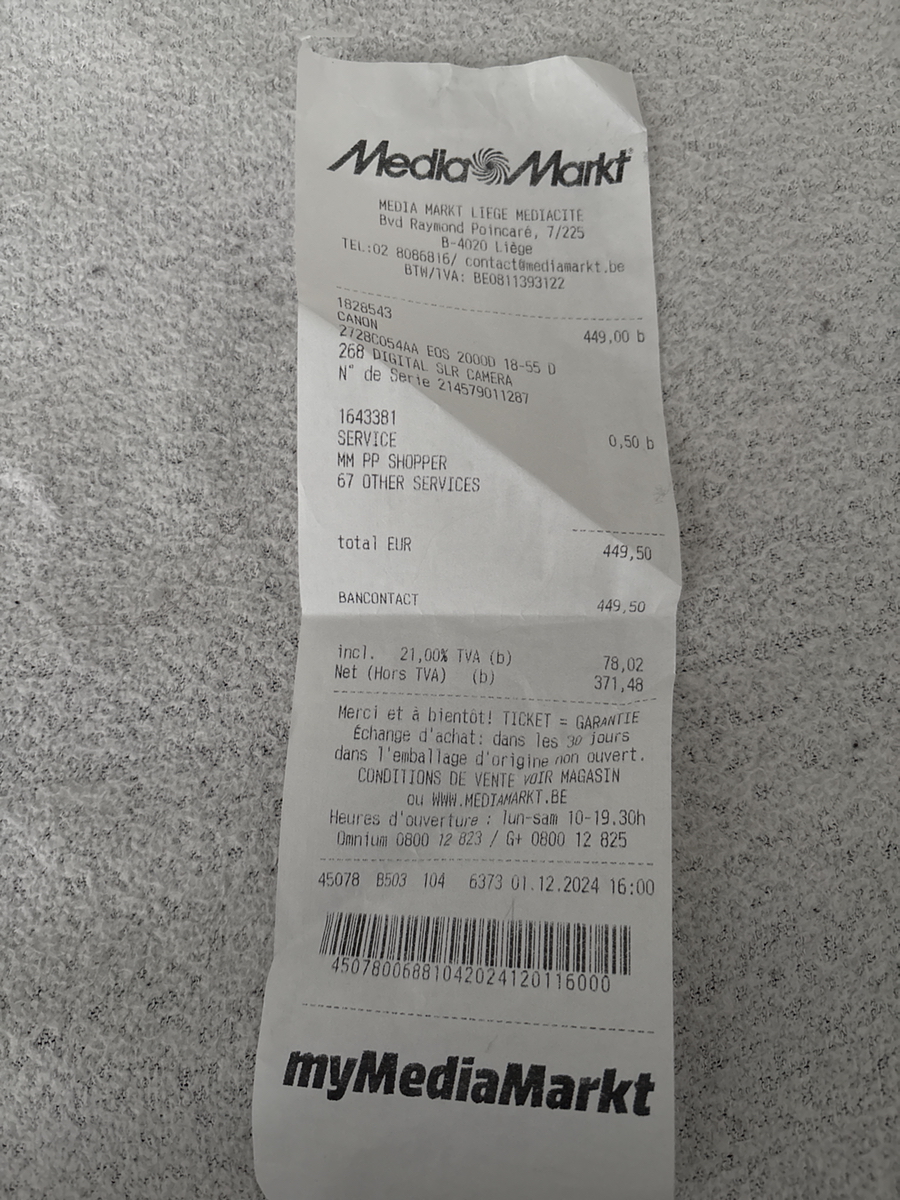 MediaMarkt
MEDIA MARKT LIEGE MEDIACITE
Bvd Raymond Poincaré, 7/225
B-4020 Liège
TEL:02 8086816/ contact@mediamarkt.be
BTW/TVA: BE0811393122
1828543 449,00 b
CANON
2728C054AA EOS 2000D 18-55 D
268 DIGITAL SLR CAMERA
N° de Serie 214579011287
1643381
SERVICE 0,50 b
MM PP SHOPPER
67 OTHER SERVICES
total EUR 449,50
BANCONTACT 449,50
incl. 21,00% TVA (b) 78,02
Net (Hors TVA) (b) 371,48
Merci et à bientôt! TICKET = GARANTIE
Échange d'achat: dans les 30 jours
dans l'emballage d'origine non ouvert.
CONDITIONS DE VENTE VOIR MAGASIN
ou WWW.MEDIAMARKT.BE
Heures d'ouverture : lun-sam 10-19.30h
Omnium 0800 12 823 / G+ 0800 12 825
45078 B503 104 6373 01.12.2024 16:00
4507800688104202412011600​0
myMediaMarkt